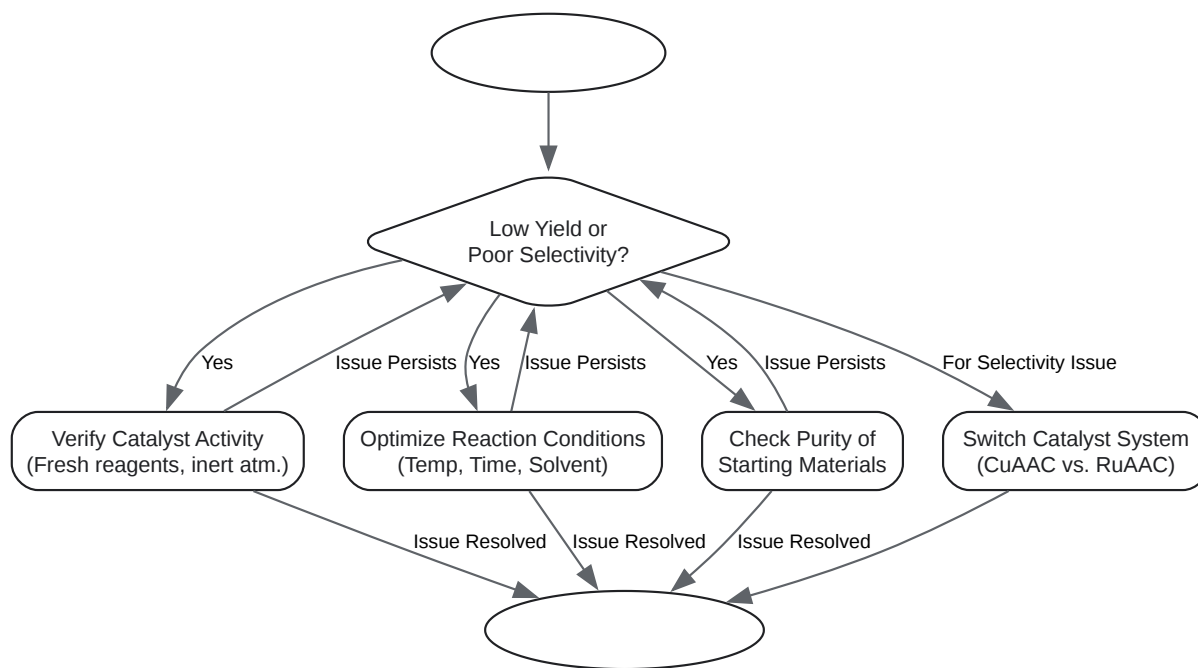 Low Yield or
Poor Selectivity?
Yes
Issue Persists
Yes
Issue Persists
Yes
Issue Persists
For Selectivity Issue
Verify Catalyst Activity
(Fresh reagents, inert atm.)
Optimize Reaction Conditions
(Temp, Time, Solvent)
Check Purity of
Starting Materials
Switch Catalyst System
(CuAAC vs. RuAAC)
Issue Resolved
Issue Resolved
Issue Resolved